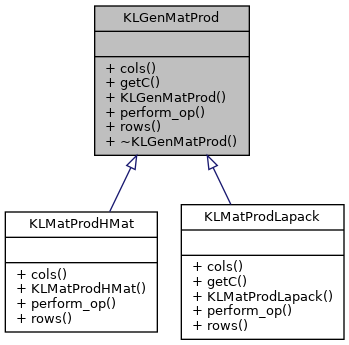 KLGenMatProd
+ cols()
+ getC()
+ KLGenMatProd()
+ perform_op()
+ rows()
+ ~KLGenMatProd()
KLMatProdHMat
+ cols()
+ KLMatProdHMat()
+ perform_op()
+ rows()
KLMatProdLapack
+ cols()
+ getC()
+ KLMatProdLapack()
+ perform_op()
+ rows()